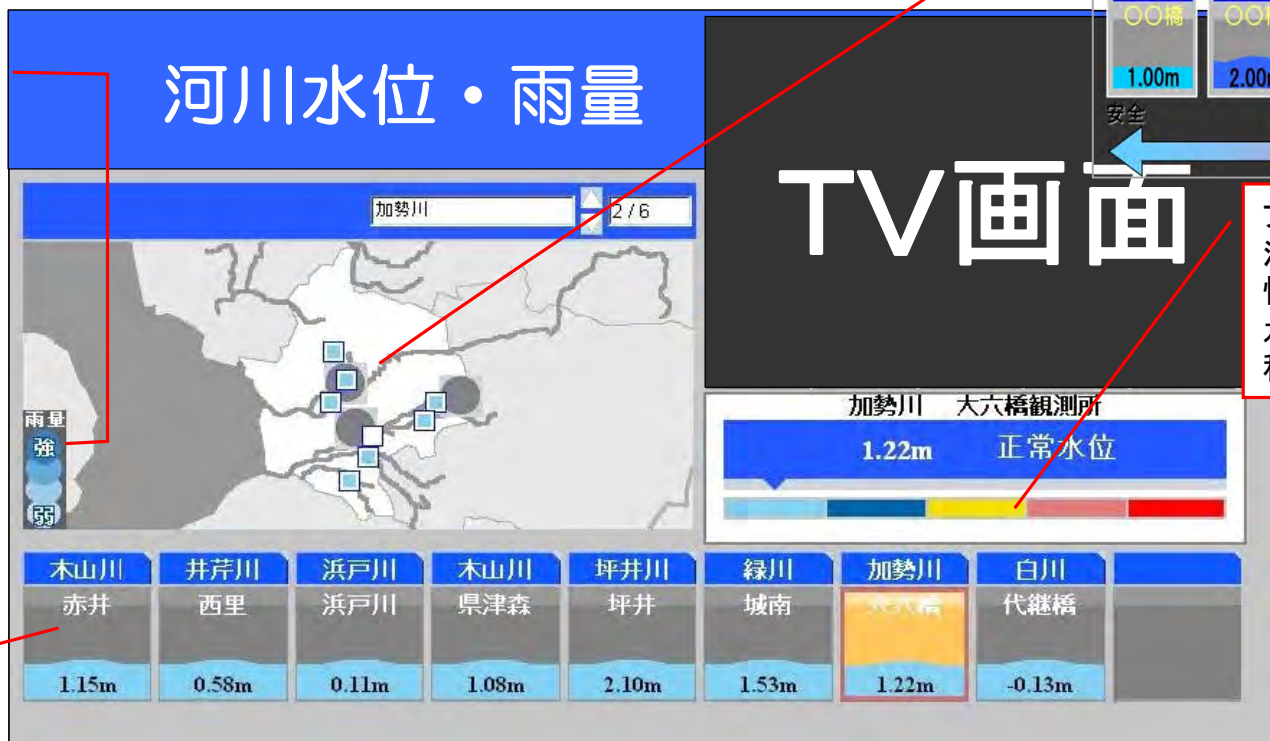 〇〇橋 〇〇
1.00m 2.00
安全
河川水位・雨量
TV画面
加勢川 2/6
雨量
強
弱
加勢川 大六橋観測所
1.22m 正常水位
木山川 井芹川 浜戸川 木山川 坪井川 緑川 加勢川 白川
赤井 西里 浜戸川 県津森 坪井 城南 大六橋 代継橋
1.15m 0.58m 0.11m 1.08m 2.10m 1.53m 1.22m -0.13m